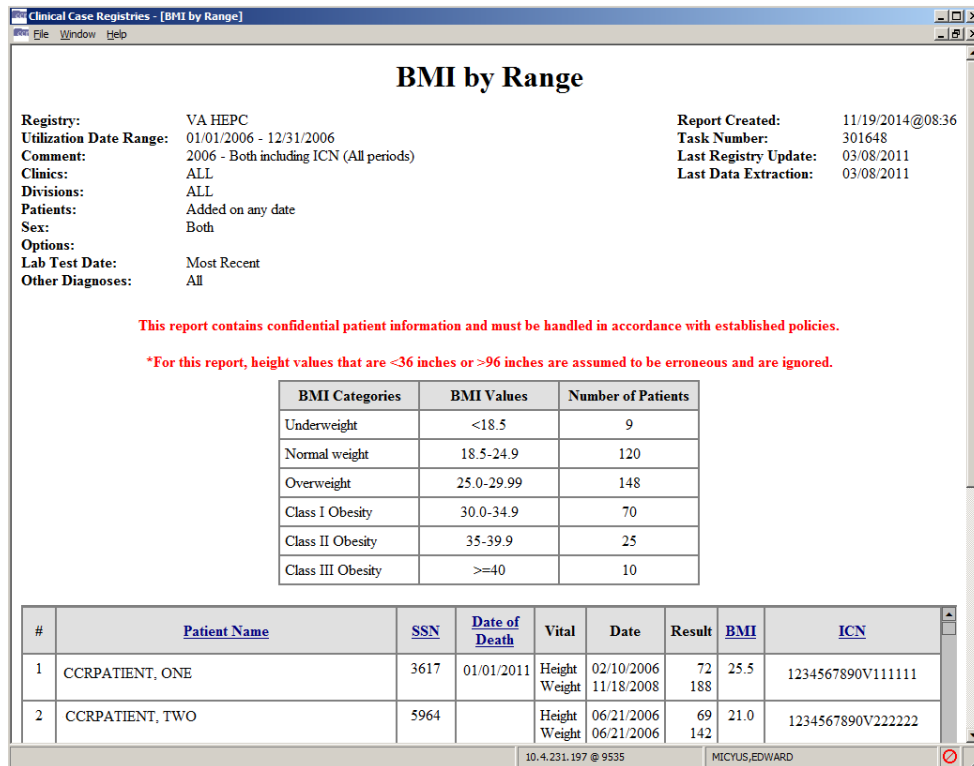 Clinical Case Registries - [BMI by Range]
File Window Help
BMI by Range
Registry: VA HEPC Report Created: 11/19/2014@08:36
Utilization Date Range: 01/01/2006 - 12/31/2006 Task Number: 301648
Comment: 2006 - Both including ICN (All periods) Last Registry Update: 03/08/2011
Clinics: ALL Last Data Extraction: 03/08/2011
Divisions: ALL
Patients: Added on any date
Sex: Both
Options:
Lab Test Date: Most Recent
Other Diagnoses: All
This report contains confidential patient information and must be handled in accordance with established policies.
*For this report, height values that are <36 inches or >96 inches are assumed to be erroneous and are ignored.
BMI Categories BMI Values Number of Patients
Underweight <18.5 9
Normal weight 18.5-24.9 120
Overweight 25.0-29.99 148
Class I Obesity 30.0-34.9 70
Class II Obesity 35-39.9 25
Class III Obesity >=40 10
# Patient Name SSN Date of Death Vital Date Result BMI ICN
1 CCRPATIENT, ONE 3617 01/01/2011 Height 02/10/2006 72 25.5 1234567890V111111
Weight 11/18/2008 188
2 CCRPATIENT, TWO 5964 Height 06/21/2006 69 21.0 1234567890V222222
Weight 06/21/2006 142
10.4.231.197 @ 9535 MICYUS,EDWARD